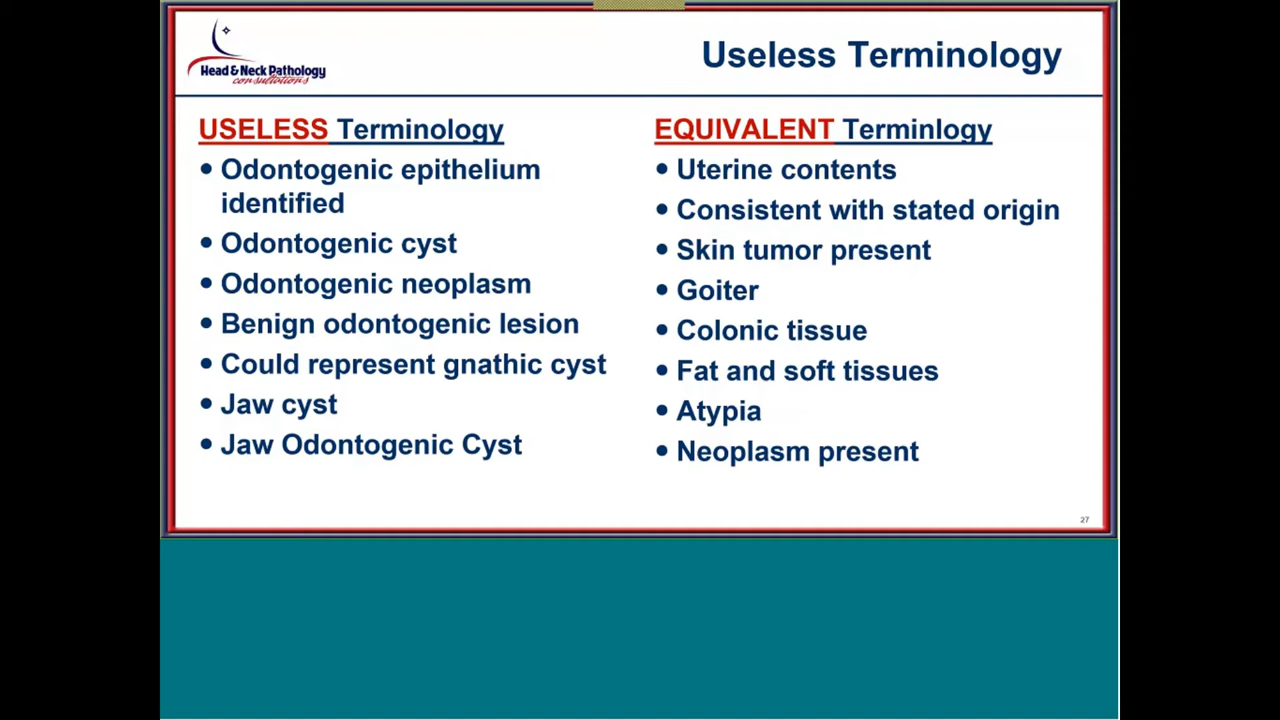 Head & Neck Pathology
consultations
Useless Terminology
USELESS Terminology
• Odontogenic epithelium
identified
• Odontogenic cyst
• Odontogenic neoplasm
• Benign odontogenic lesion
• Could represent gnathic cyst
• Jaw cyst
• Jaw Odontogenic Cyst
EQUIVALENT Terminlogy
• Uterine contents
• Consistent with stated origin
• Skin tumor present
• Goiter
• Colonic tissue
• Fat and soft tissues
• Atypia
• Neoplasm present
27